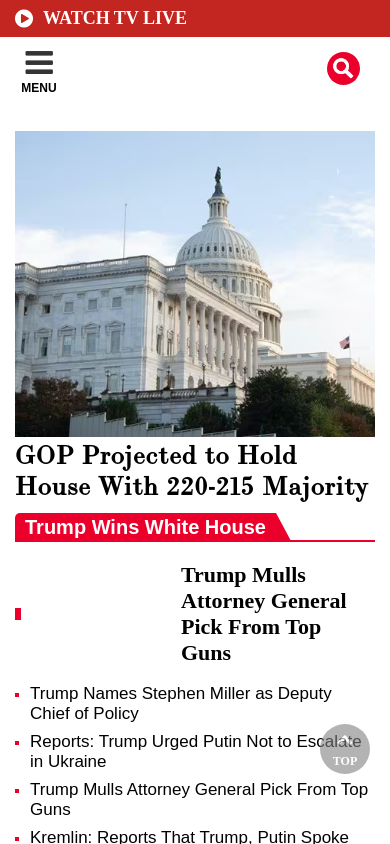 WATCH TV LIVE
MENU
GOP Projected to Hold
House With 220-215 Majority
Trump Wins White House
Trump Mulls
Attorney General
Pick From Top
Guns
Trump Names Stephen Miller as Deputy
Chief of Policy
Reports: Trump Urged Putin Not to Escalate
in Ukraine
TOP
Trump Mulls Attorney General Pick From Top
Guns
Kremlin: Reports That Trump, Putin Spoke